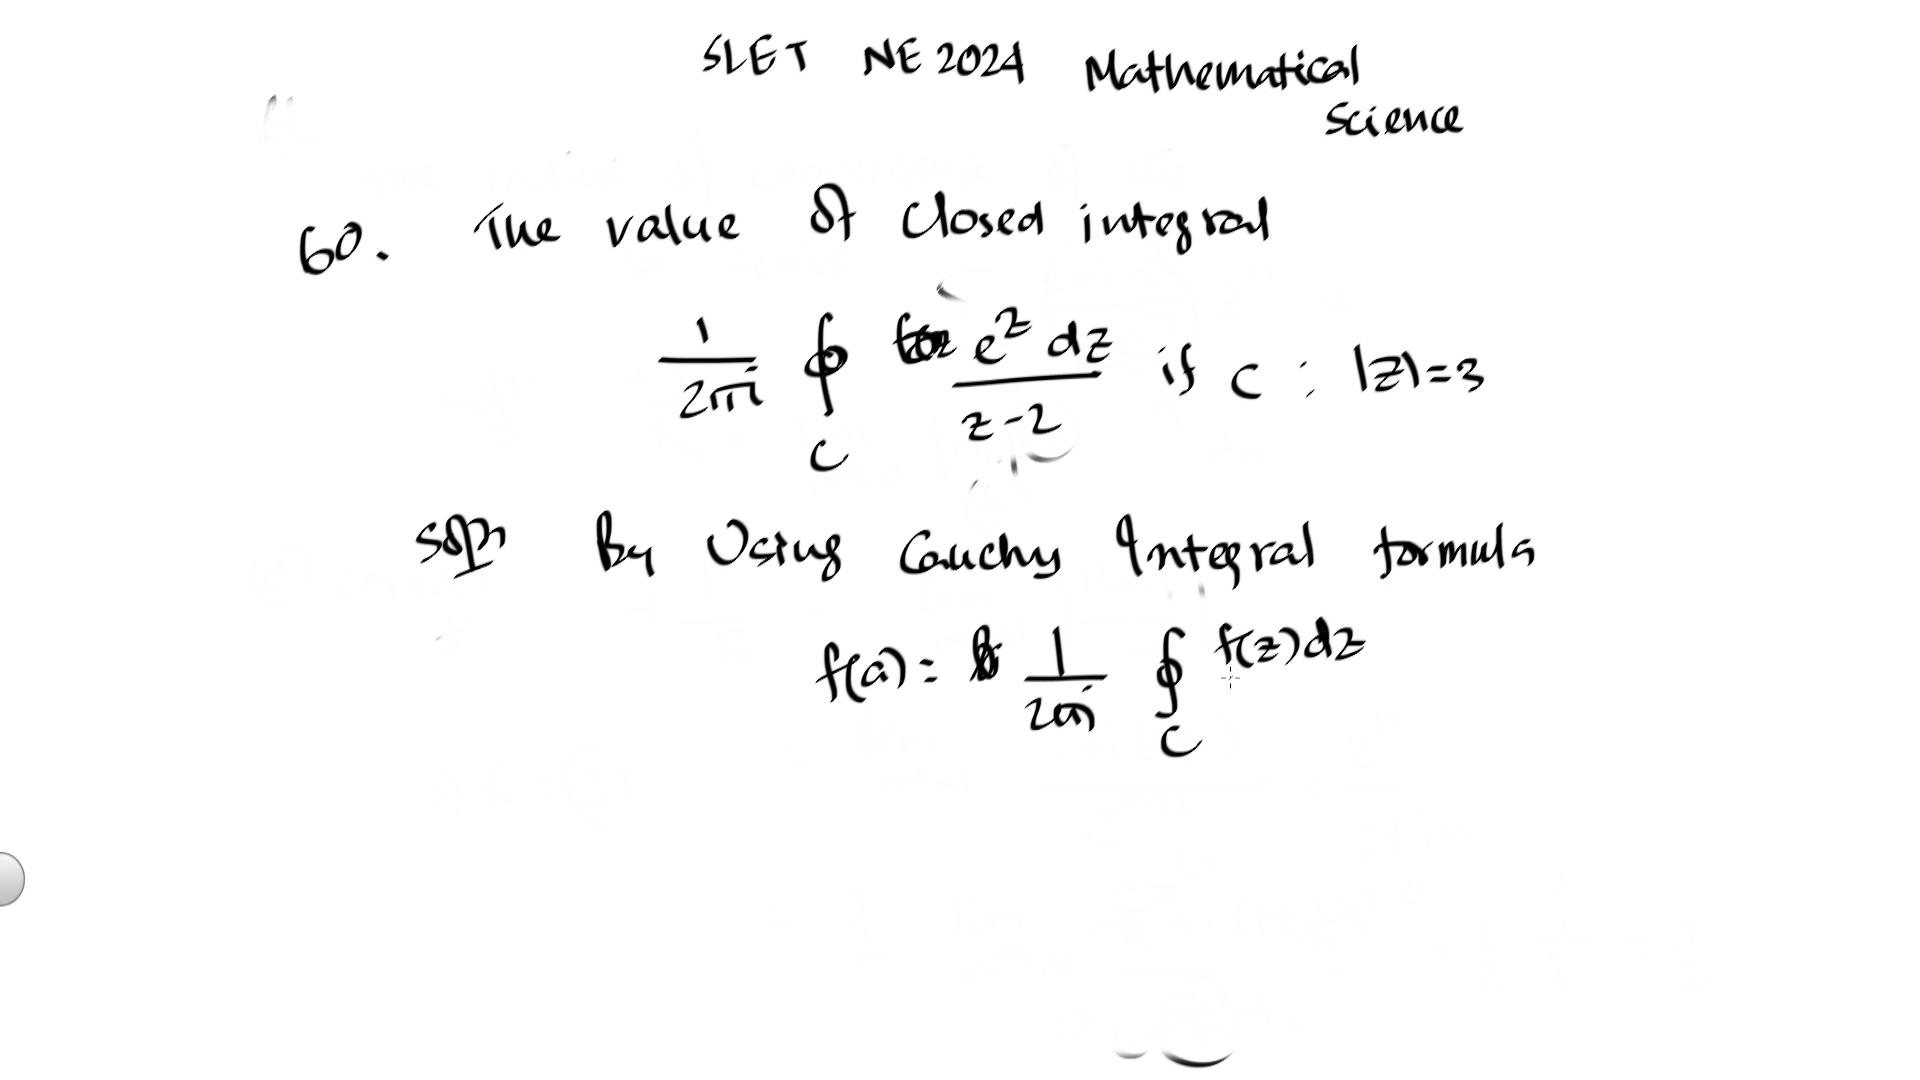 SLET NE 2024 Mathematical
Science
60. The value of closed integral
1/2πi ∮_C e^z dz / z-2 if C : |z|=3
Soln By Using Cauchy Integral formula
f(a) = 1/2πi ∮_C f(z)dz